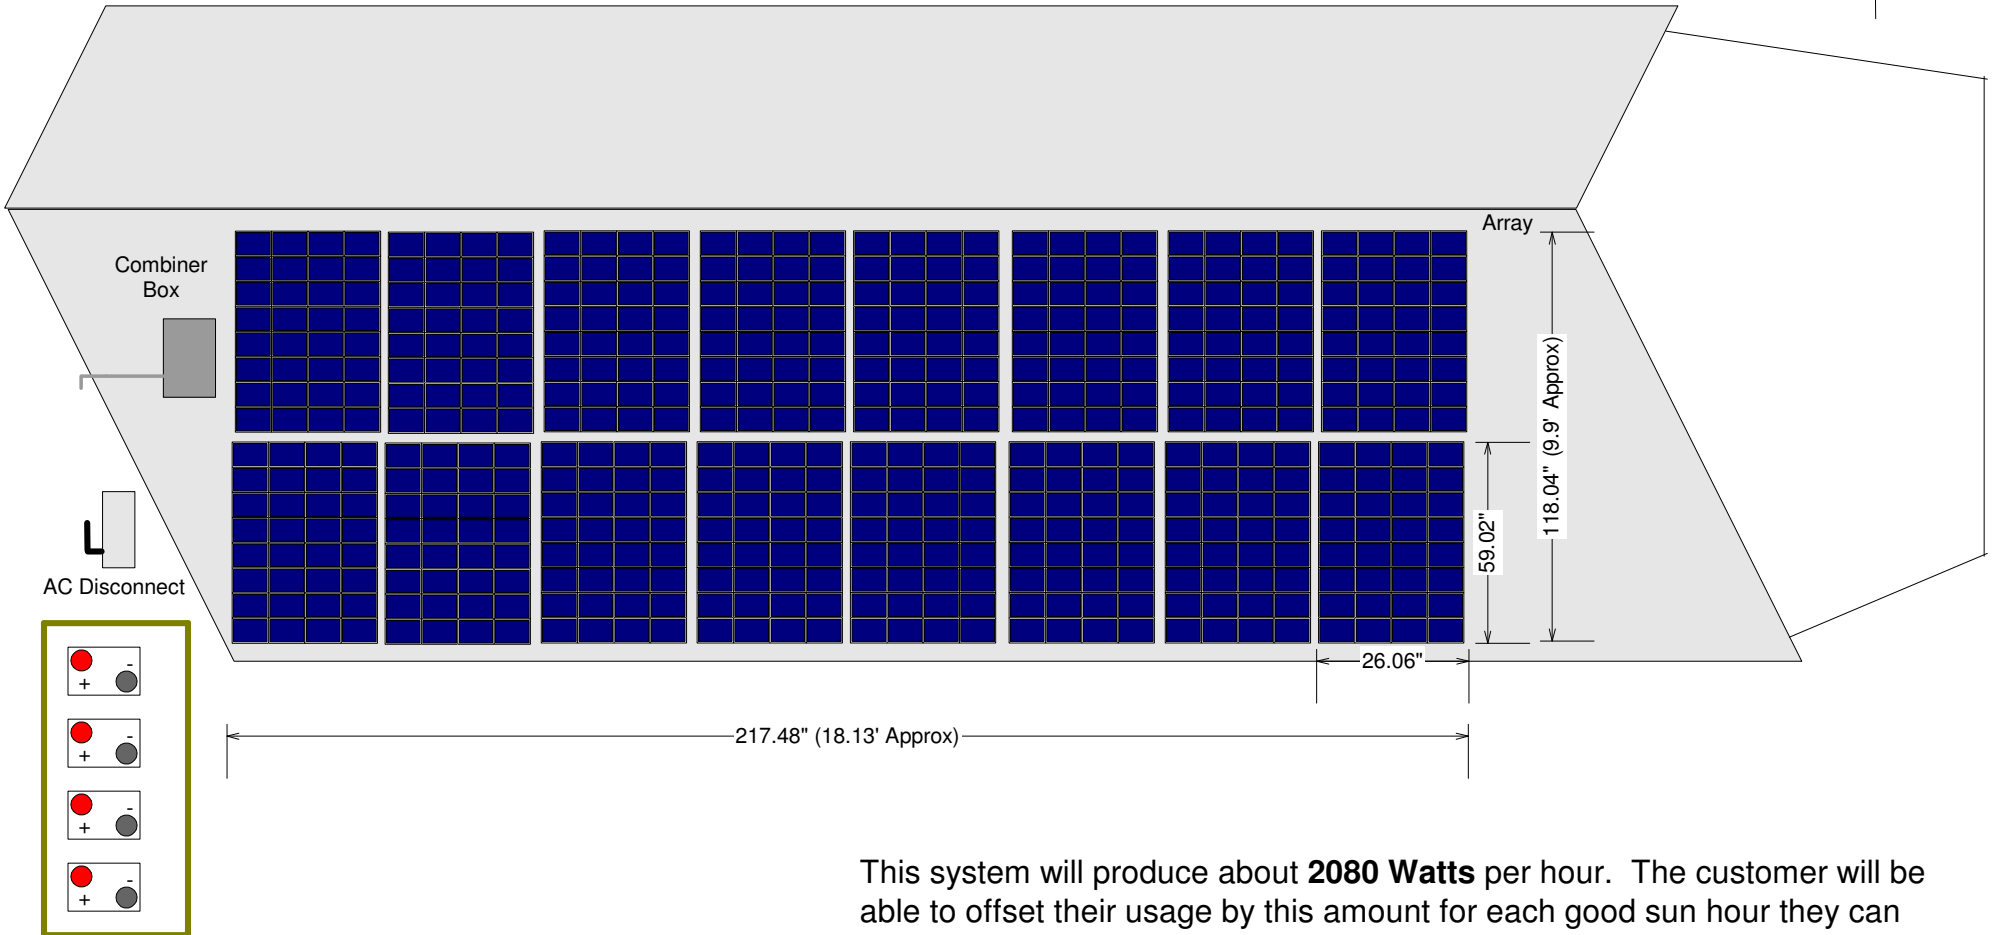 Array
Combiner
Box
118.04" (9.9' Approx)
59.02"
AC Disconnect
26.06"
- 
+
217.48" (18.13' Approx)
-
+
-
+
-
+
This system will produce about 2080 Watts per hour. The customer will be
able to offset their usage by this amount for each good sun hour they can